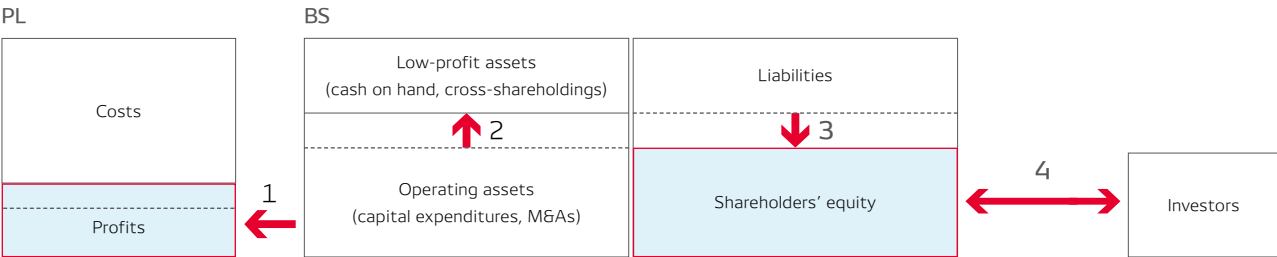 PL
BS
Costs
Profits
1
Low-profit assets
(cash on hand, cross-shareholdings)
2
Operating assets
(capital expenditures, M&As)
Liabilities
3
Shareholders’ equity
4
Investors